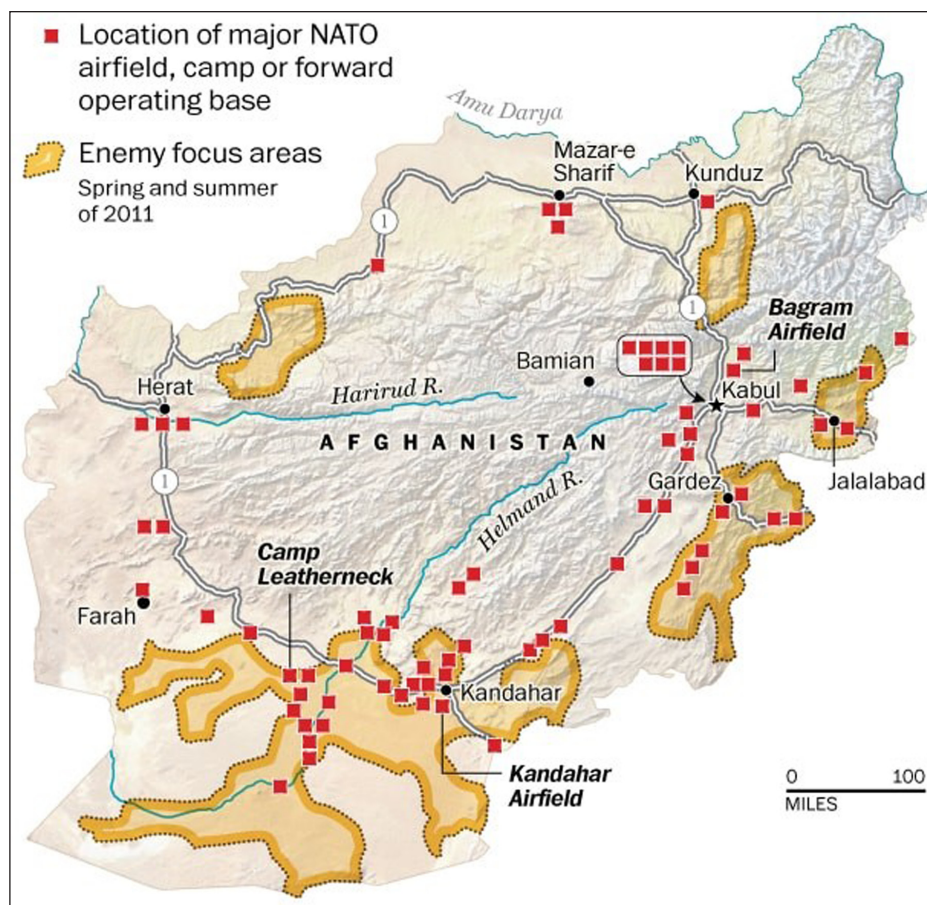 Location of major NATO
airfield, camp or forward
operating base
Enemy focus areas
Spring and summer
of 2011
Amu Darya
Mazar-e
Sharif
Kunduz
1
1
Bagram
Airfield
Bamian
Herat
Harirud R.
Kabul
AFGHANISTAN
1
Helmand R.
Gardez
Jalalabad
Camp
Leatherneck
Farah
Kandahar
Kandahar
Airfield
0 100
MILES